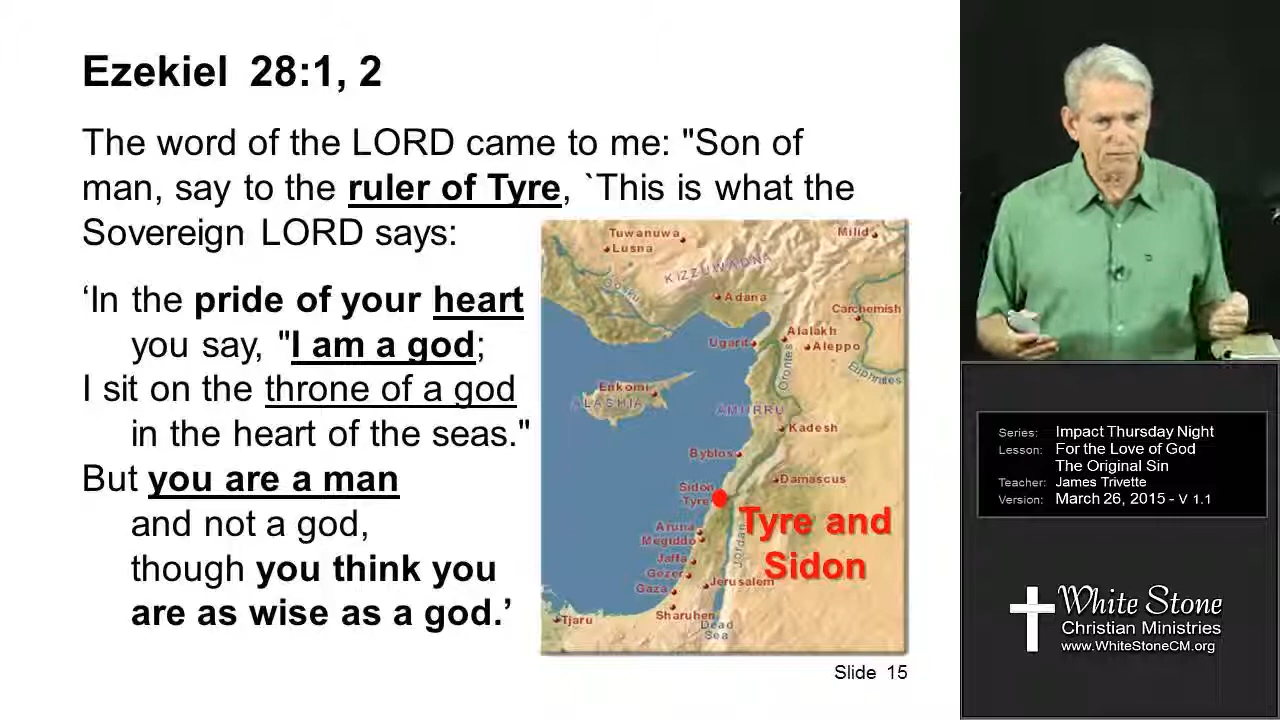 Ezekiel 28:1, 2
The word of the LORD came to me: "Son of
man, say to the ruler of Tyre, `This is what the
Sovereign LORD says:
‘In the pride of your heart
you say, "I am a god;
I sit on the throne of a god
in the heart of the seas."
But you are a man
and not a god,
though you think you
are as wise as a god.’
Tuwanuwa
Lusna
Milid
KIZZUWADNA
Adana
Carchemish
Alalakh
Ugarit
Aleppo
Orontes
Euphrates
Enkomi
ALASHIA
AMURRU
Kadesh
Byblos
Damascus
Sidon
Tyre
Tyre and
Sidon
Aruna
Megiddo
Jordan
Jaffa
Gezer
Jerusalem
Gaza
Sharuhen
Dead
Sea
Tjaru
Slide 15
Series: Impact Thursday Night
Lesson: For the Love of God
The Original Sin
Teacher: James Trivette
Version: March 26, 2015 - V 1.1
White Stone
Christian Ministries
www.WhiteStoneCM.org